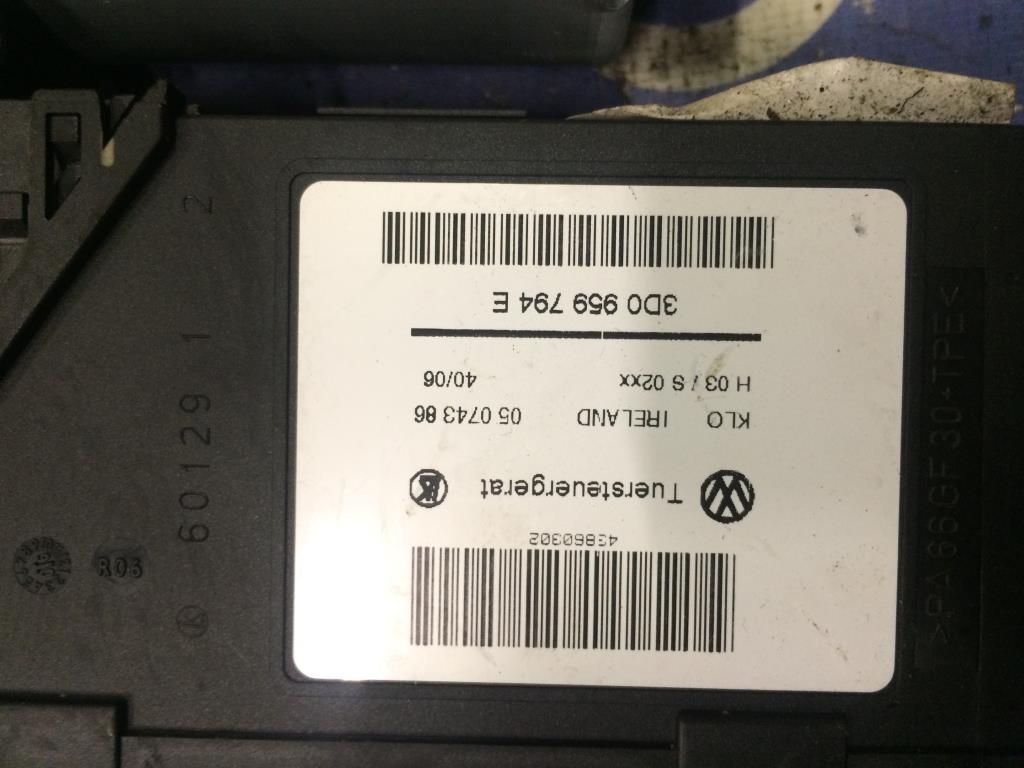 43860302
Tuersteuergerat
KLO IRELAND 05 0743 86
H 03 / S 02xx 40/06
3D0 959 794 E
60129 1 2
R03
>PA66GF30-TPE<